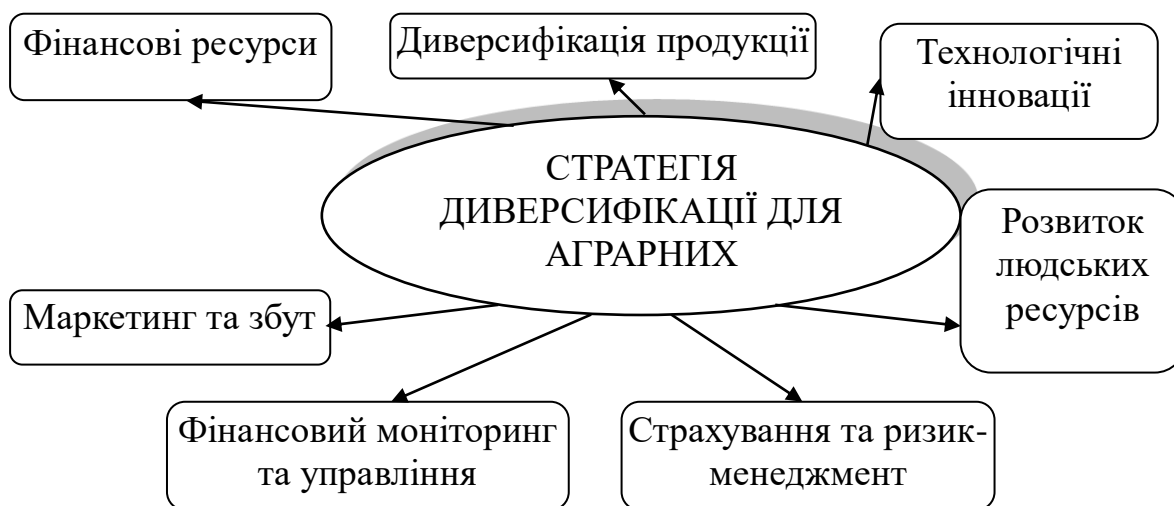 Фінансові ресурси
Диверсифікація продукції
Технологічні
інновації
СТРАТЕГІЯ
ДИВЕРСИФІКАЦІЇ ДЛЯ
АГРАРНИХ
Розвиток
людських
ресурсів
Маркетинг та збут
Фінансовий моніторинг
та управління
Страхування та ризик-
менеджмент